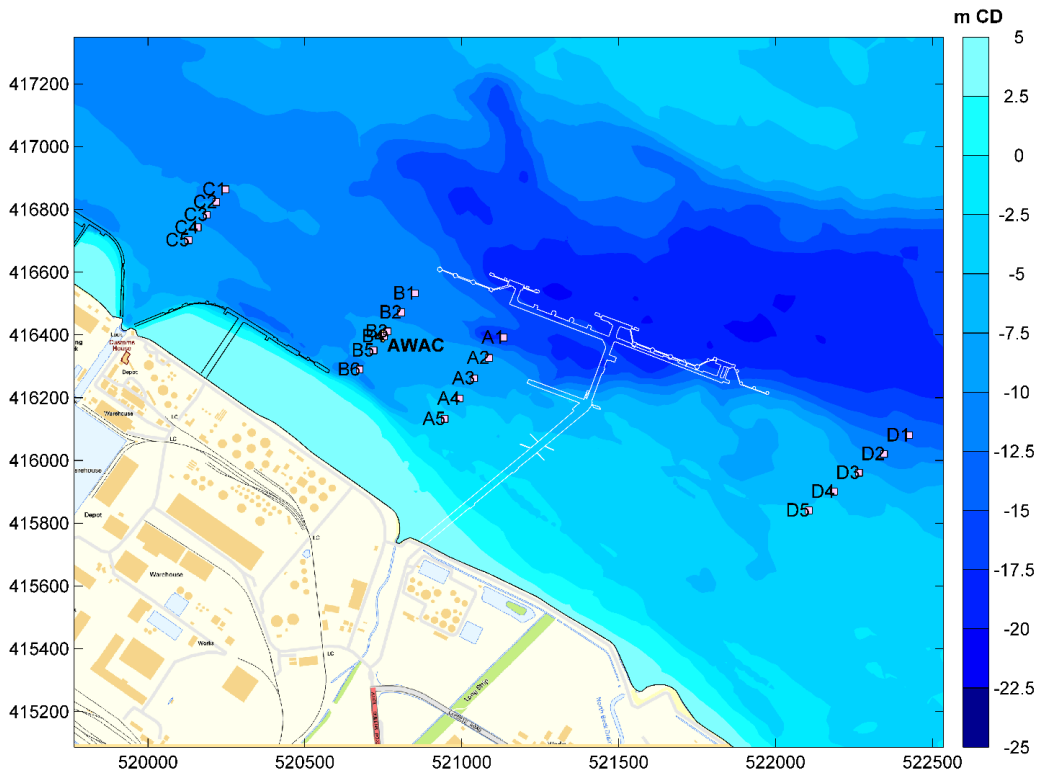 m CD
5
2.5
0
-2.5
-5
-7.5
-10
-12.5
-15
-17.5
-20
-22.5
-25
417200
417000
416800
416600
416400
416200
416000
415800
415600
415400
415200
520000
520500
521000
521500
522000
522500
C1
C2
C3
C4
C5
B1
B2
B3
B4
B5
B6
AWAC
A1
A2
A3
A4
A5
D1
D2
D3
D4
D5
Customs
House
Depot
Warehouse
LC
LC
Depot
LC
Warehouse
Works
LC
Long Strip